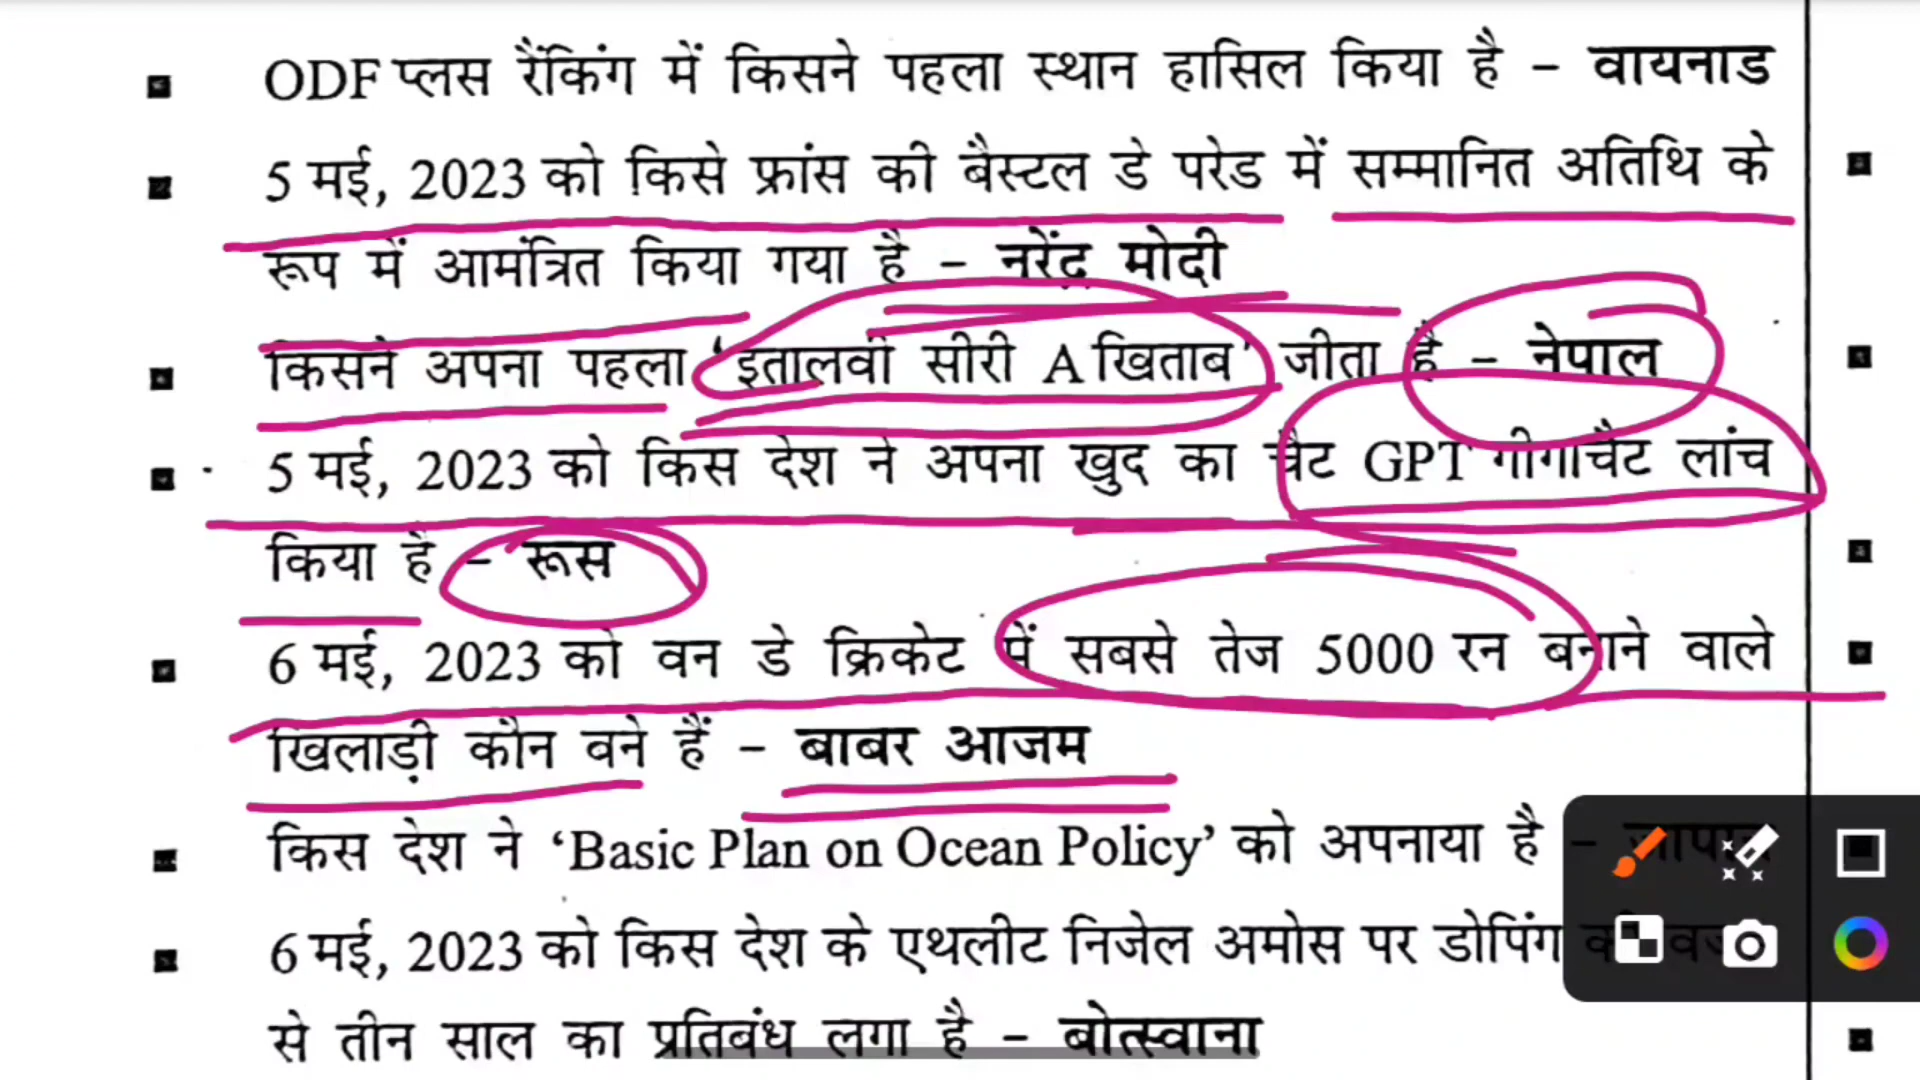 ODF प्लस रैंकिंग में किसने पहला स्थान हासिल किया है – वायनाड
5 मई, 2023 को किसे फ्रांस की बैस्टल डे परेड में सम्मानित अतिथि के
रूप में आमंत्रित किया गया है – नरेंद्र मोदी
किसने अपना पहला 'इतालवी सीरी A खिताब' जीता है – नेपाल
5 मई, 2023 को किस देश ने अपना खुद का चैट GPT गीगाचैट लांच
किया है – रूस
6 मई, 2023 को वन डे क्रिकेट में सबसे तेज 5000 रन बनाने वाले
खिलाड़ी कौन वने हैं – बाबर आजम
किस देश ने ‘Basic Plan on Ocean Policy’ को अपनाया है – जापान
6 मई, 2023 को किस देश के एथलीट निजेल अमोस पर डोपिंग की वजह
से तीन साल का प्रतिबंध लगा है – बोत्स्वाना